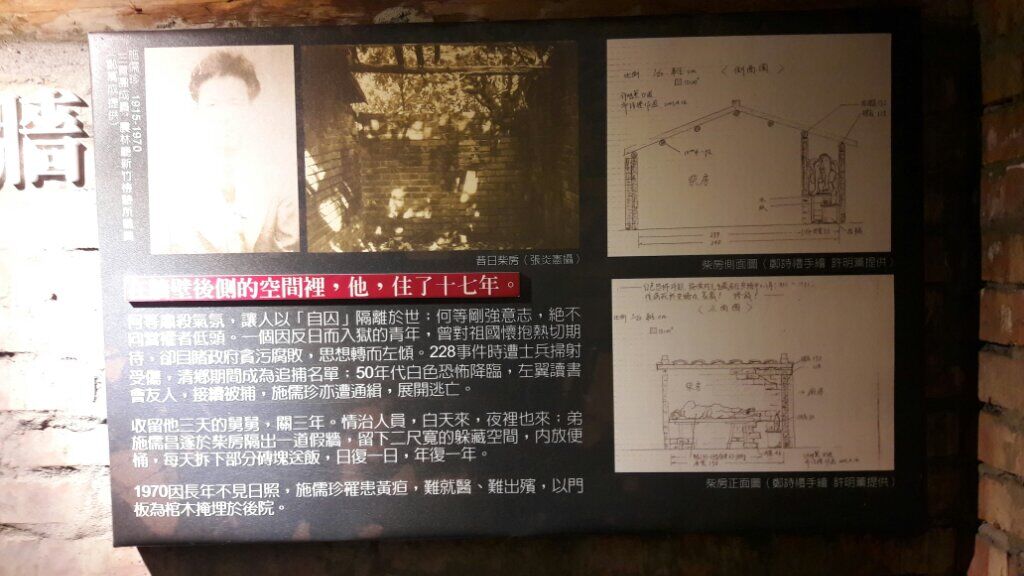 牆
施儒珍 1915-1970
昔日柴房（張炎憲攝）
〈側面圖〉
柴房
柴房側面圖（鄭詩禮手繪 許明薰提供）
壁後側的空間裡，他，住了十七年。
殺氣氛，讓人以「自囚」隔離於世；何等剛強意志，絕不
向當權者低頭。一個因反日而入獄的青年，曾對祖國懷抱熱切期
待，卻目睹政府貪污腐敗，思想轉而左傾。228事件時遭士兵掃射
受傷，清鄉期間成為追捕名單；50年代白色恐怖降臨，左翼讀書
會友人，接續被捕，施儒珍亦遭通緝，展開逃亡。
收留他三天的舅舅，關三年。情治人員，白天來，夜裡也來；弟
施儒昌遂於柴房隔出一道假牆，留下二尺寬的躲藏空間，內放便
桶，每天拆下部分磚塊送飯，日復一日，年復一年。
1970因長年不見日照，施儒珍罹患黃疸，難就醫、難出殯，以門
板為棺木掩埋於後院。
〈正面圖〉
柴房正面圖（鄭詩禮手繪 許明薰提供）